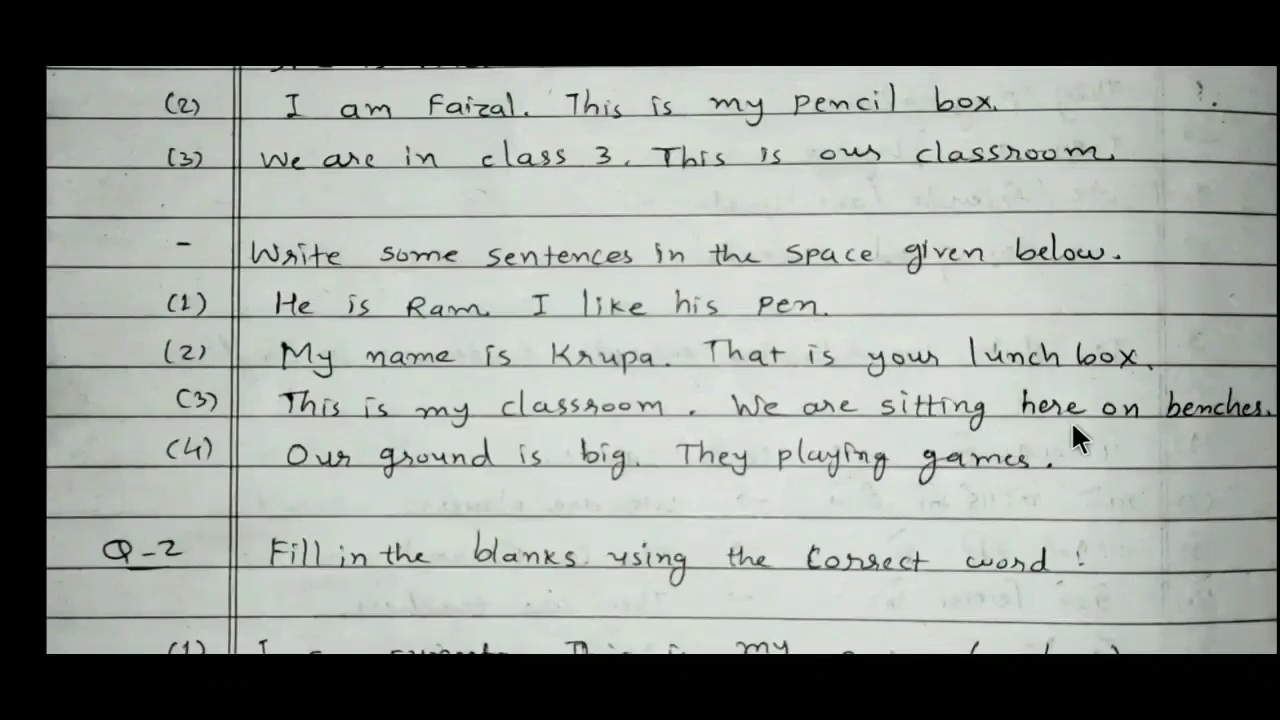 (2) I am Faizal. This is my pencil box.
(3) We are in class 3. This is our classroom.
- Write some sentences in the space given below.
(1) He is Ram. I like his pen.
(2) My name is Krupa. That is your lunch box.
(3) This is my classroom. We are sitting here on benches.
(4) Our ground is big. They playing games.
Q-2 Fill in the blanks using the correct word :
(1) I my